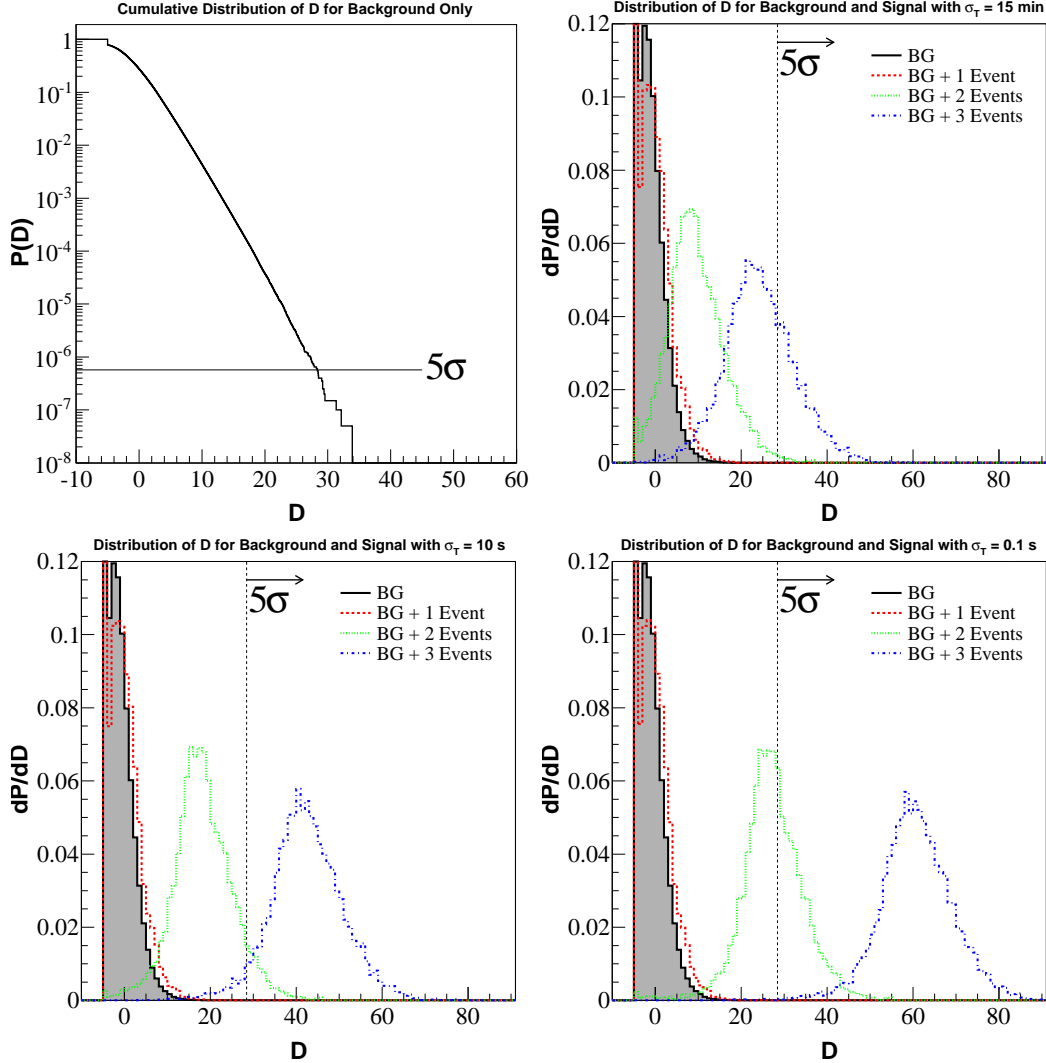 Cumulative Distribution of D for Background Only
P(D)
1
10⁻¹
10⁻²
10⁻³
10⁻⁴
10⁻⁵
10⁻⁶
10⁻⁷
10⁻⁸
5σ
-10 0 10 20 30 40 50 60
D
Distribution of D for Background and Signal with σ_T = 15 min
dP/dD
0.12
0.1
0.08
0.06
0.04
0.02
0
5σ
BG
BG + 1 Event
BG + 2 Events
BG + 3 Events
0 20 40 60 80
D
Distribution of D for Background and Signal with σ_T = 10 s
dP/dD
0.12
0.1
0.08
0.06
0.04
0.02
0
5σ
BG
BG + 1 Event
BG + 2 Events
BG + 3 Events
0 20 40 60 80
D
Distribution of D for Background and Signal with σ_T = 0.1 s
dP/dD
0.12
0.1
0.08
0.06
0.04
0.02
0
5σ
BG
BG + 1 Event
BG + 2 Events
BG + 3 Events
0 20 40 60 80
D